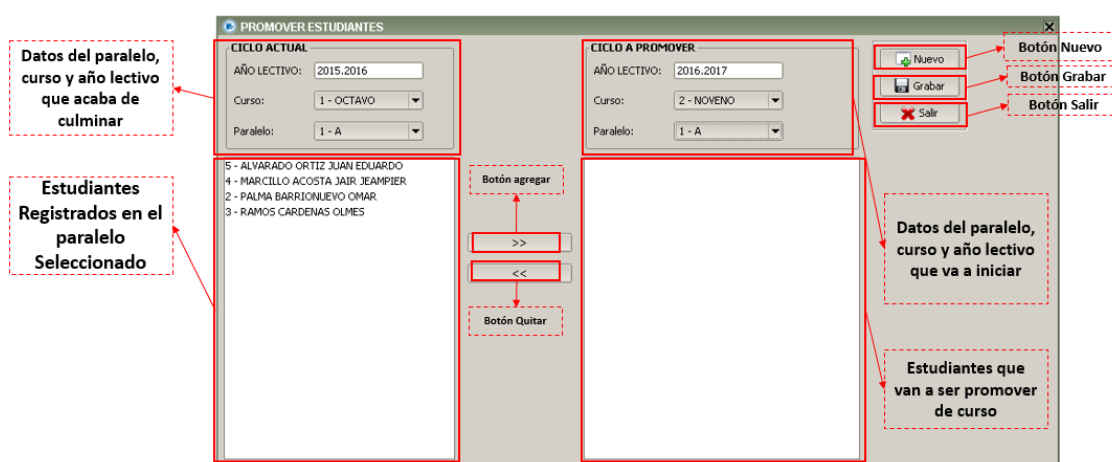 PROMOVER ESTUDIANTES
CICLO ACTUAL
AÑO LECTIVO: 2015.2016
Curso: 1 - OCTAVO
Paralelo: 1 - A
CICLO A PROMOVER
AÑO LECTIVO: 2016.2017
Curso: 2 - NOVENO
Paralelo: 1 - A
Nuevo
Grabar
Salir
Botón Nuevo
Botón Grabar
Botón Salir
Datos del paralelo,
curso y año lectivo
que acaba de
culminar
5 - ALVARADO ORTIZ JUAN EDUARDO
4 - MARCILLO ACOSTA JAIR JEAMPIER
2 - PALMA BARRIONUEVO OMAR
3 - RAMOS CARDENAS OLMES
Estudiantes
Registrados en el
paralelo
Seleccionado
Botón agregar
>>
<<
Botón Quitar
Datos del paralelo,
curso y año lectivo
que va a iniciar
Estudiantes que
van a ser promover
de curso